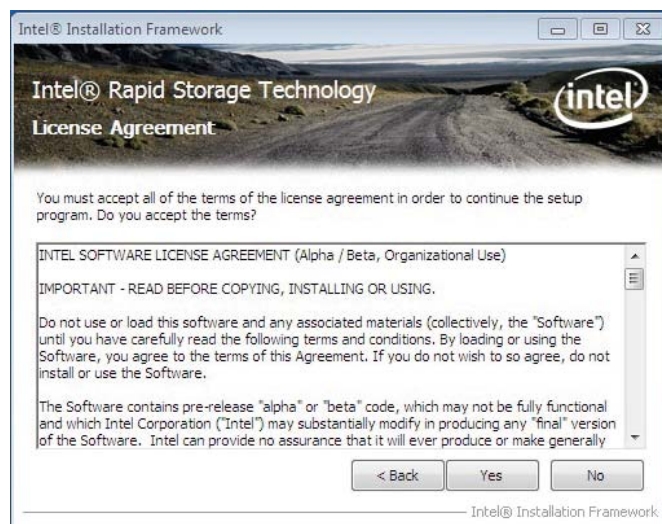 Intel® Installation Framework
Intel® Rapid Storage Technology
License Agreement
intel
You must accept all of the terms of the license agreement in order to continue the setup
program. Do you accept the terms?
INTEL SOFTWARE LICENSE AGREEMENT (Alpha / Beta, Organizational Use)
IMPORTANT - READ BEFORE COPYING, INSTALLING OR USING.
Do not use or load this software and any associated materials (collectively, the "Software")
until you have carefully read the following terms and conditions. By loading or using the
Software, you agree to the terms of this Agreement. If you do not wish to so agree, do not
install or use the Software.
The Software contains pre-release "alpha" or "beta" code, which may not be fully functional
and which Intel Corporation ("Intel") may substantially modify in producing any "final" version
of the Software. Intel can provide no assurance that it will ever produce or make generally
< Back Yes No
Intel® Installation Framework